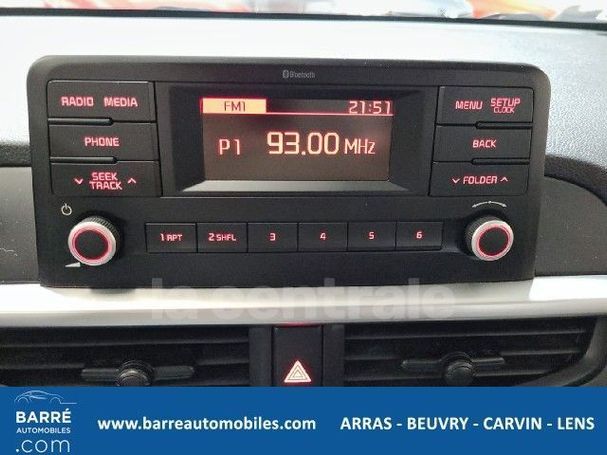 Bluetooth
RADIO MEDIA
FM1 21:51
MENU SETUP
CLOCK
PHONE
P1 93.00 MHz
BACK
SEEK
TRACK
FOLDER
1 RPT 2 SHFL 3 4 5 6
la centrale
BARRÉ
AUTOMOBILES
.com
www.barreautomobiles.com
ARRAS - BEUVRY - CARVIN - LENS